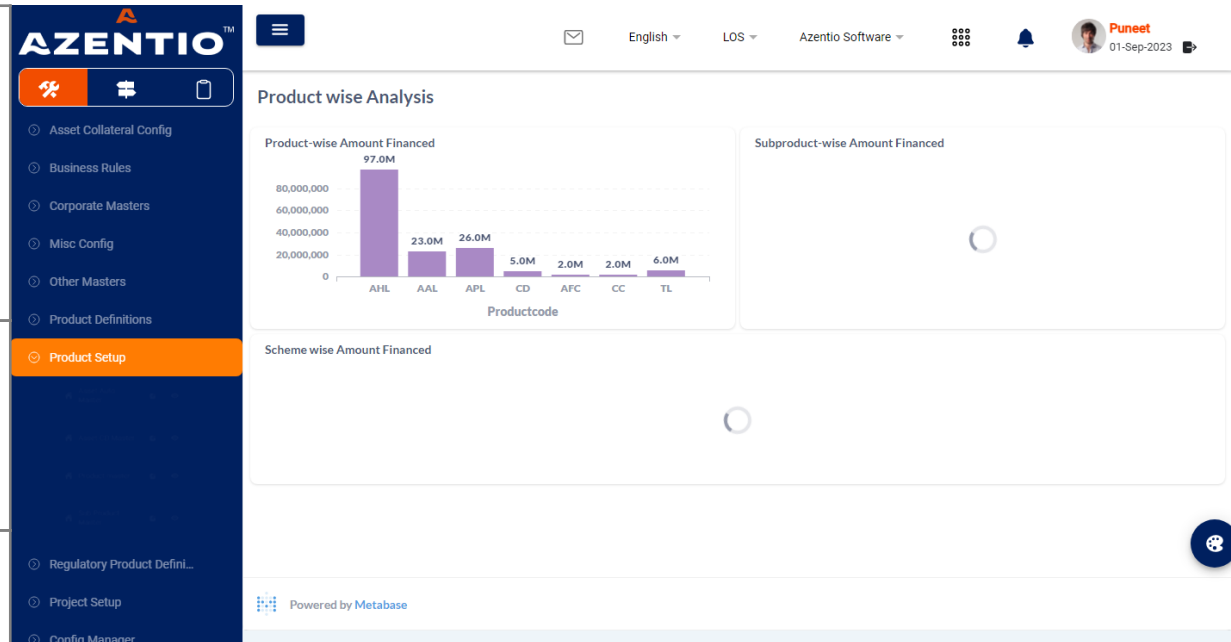 AZENTIO™
English
LOS
Azentio Software
Puneet
01-Sep-2023
Asset Collateral Config
Business Rules
Corporate Masters
Misc Config
Other Masters
Product Definitions
Product Setup
Regulatory Product Defini...
Project Setup
Config Manager
Product wise Analysis
Product-wise Amount Financed
97.0M
80,000,000
60,000,000
40,000,000
20,000,000
0
23.0M
26.0M
5.0M
2.0M
2.0M
6.0M
AHL AAL APL CD AFC CC TL
Productcode
Subproduct-wise Amount Financed
Scheme wise Amount Financed
Powered by Metabase